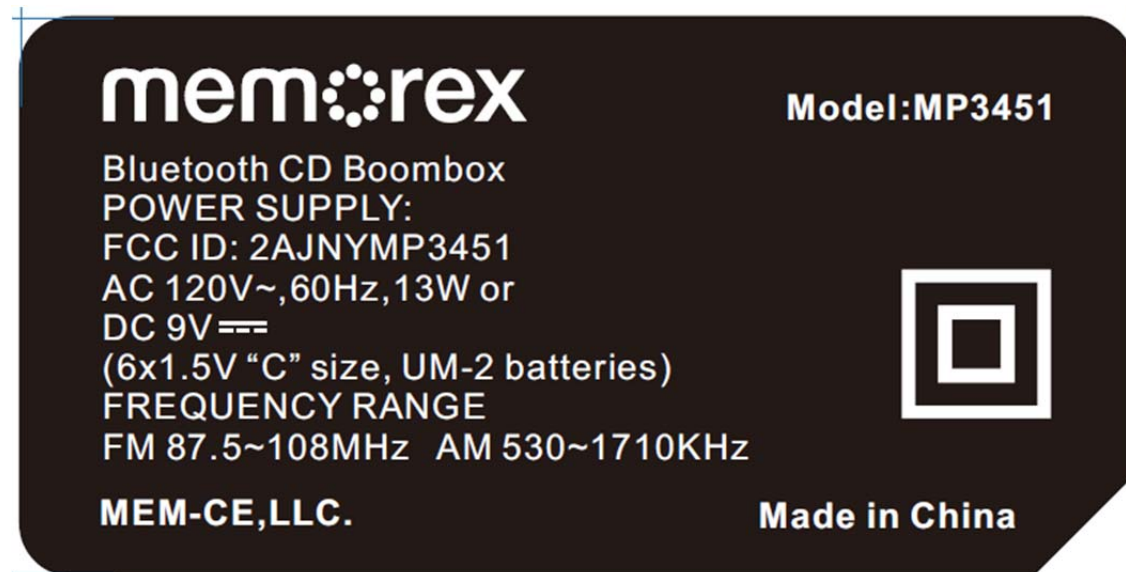 memorex
Model:MP3451
Bluetooth CD Boombox
POWER SUPPLY:
FCC ID: 2AJNYMP3451
AC 120V~,60Hz,13W or
DC 9V⎓
(6x1.5V “C” size, UM-2 batteries)
FREQUENCY RANGE
FM 87.5~108MHz AM 530~1710KHz
MEM-CE,LLC.
Made in China